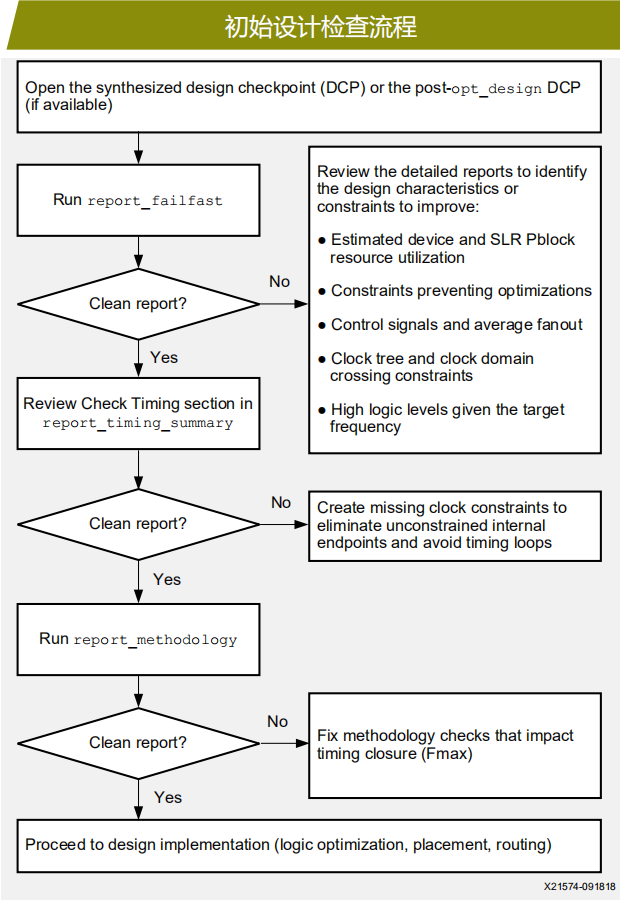 初始设计检查流程
Open the synthesized design checkpoint (DCP) or the post-opt_design DCP
(if available)
Run report_failfast
Clean report?
No
Review the detailed reports to identify
the design characteristics or
constraints to improve:
● Estimated device and SLR Pblock
resource utilization
● Constraints preventing optimizations
● Control signals and average fanout
● Clock tree and clock domain
crossing constraints
● High logic levels given the target
frequency
Yes
Review Check Timing section in
report_timing_summary
Clean report?
No
Create missing clock constraints to
eliminate unconstrained internal
endpoints and avoid timing loops
Yes
Run report_methodology
Clean report?
No
Fix methodology checks that impact
timing closure (Fmax)
Yes
Proceed to design implementation (logic optimization, placement, routing)
X21574-091818